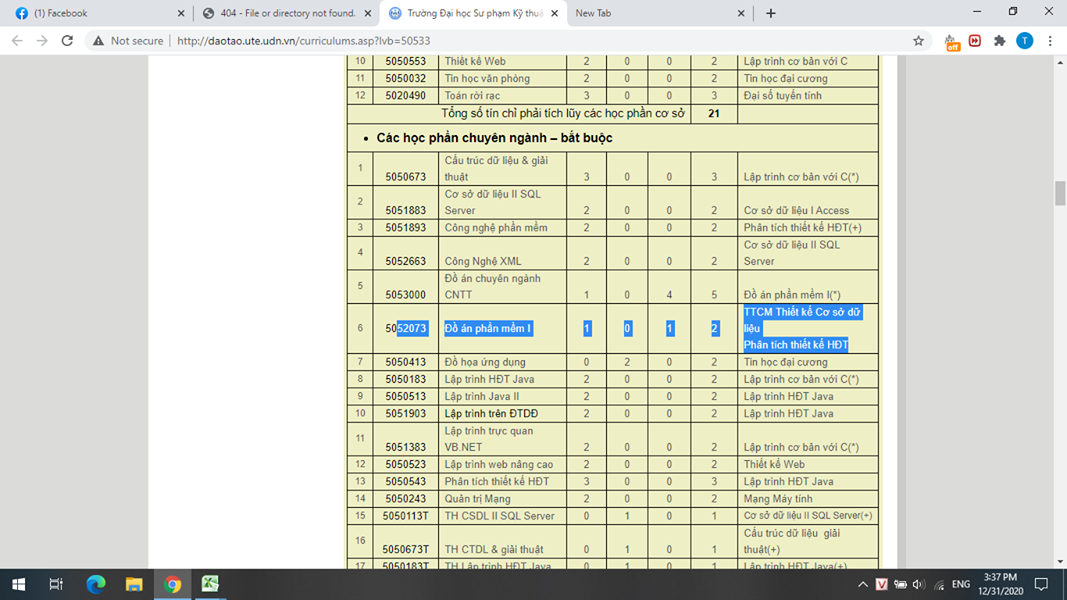 (1) Facebook
404 - File or directory not found.
Trường Đại học Sư phạm Kỹ thuậ
New Tab
Not secure
http://daotao.ute.udn.vn/curriculums.asp?lvb=50533
off
T
10 5050553 Thiết kế Web 2 0 0 2 Lập trình cơ bản với C
11 5050032 Tin học văn phòng 2 0 0 2 Tin học đại cương
12 5020490 Toán rời rạc 3 0 0 3 Đại số tuyến tính
Tổng số tín chỉ phải tích lũy các học phần cơ sở 21
• Các học phần chuyên ngành – bắt buộc
Cấu trúc dữ liệu & giải
1 5050673 thuật 3 0 0 3 Lập trình cơ bản với C(*)
Cơ sở dữ liệu II SQL
2 5051883 Server 2 0 0 2 Cơ sở dữ liệu I Access
3 5051893 Công nghệ phần mềm 2 0 0 2 Phân tích thiết kế HĐT(+)
Cơ sở dữ liệu II SQL
4 5052663 Công Nghệ XML 2 0 0 2 Server
Đồ án chuyên ngành
5 5053000 CNTT 1 0 4 5 Đồ án phần mềm I(*)
TTCM Thiết kế Cơ sở dữ
6 5052073 Đồ án phần mềm I 1 0 1 2 liệu
Phân tích thiết kế HĐT
7 5050413 Đồ họa ứng dụng 0 2 0 2 Tin học đại cương
8 5050183 Lập trình HĐT Java 2 0 0 2 Lập trình cơ bản với C(*)
9 5050513 Lập trình Java II 2 0 0 2 Lập trình HĐT Java
10 5051903 Lập trình trên ĐTDĐ 2 0 0 2 Lập trình HĐT Java
Lập trình trực quan
11 5051383 VB.NET 2 0 0 2 Lập trình cơ bản với C(*)
12 5050523 Lập trình web nâng cao 2 0 0 2 Thiết kế Web
13 5050543 Phân tích thiết kế HĐT 3 0 0 3 Lập trình HĐT Java
14 5050243 Quản trị Mạng 2 0 0 2 Mạng Máy tính
15 5050113T TH CSDL II SQL Server 0 1 0 1 Cơ sở dữ liệu II SQL Server(+)
Cấu trúc dữ liệu giải
16 5050673T TH CTDL & giải thuật 0 1 0 1 thuật(+)
17 5050183T TH Lập trình HĐT Java 0 1 0 1 Lập trình HĐT Java(+)
V
ENG
3:37 PM
12/31/2020